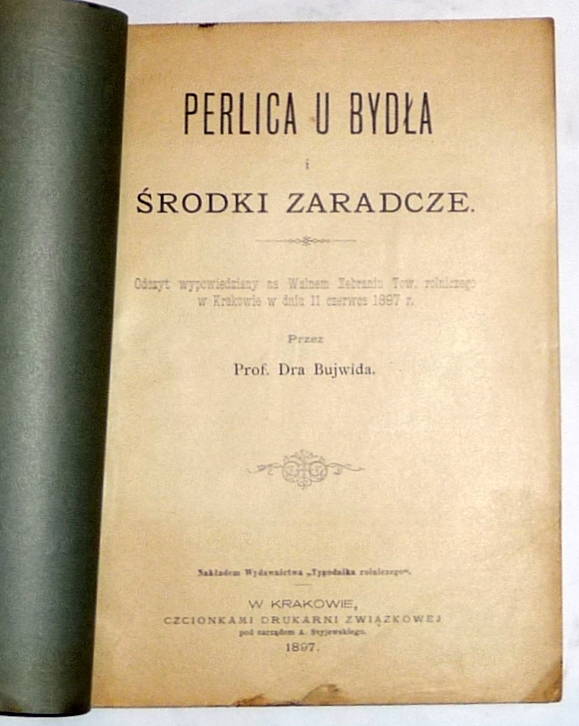 PERLICA U BYDŁA
i
ŚRODKI ZARADCZE.
Odczyt wypowiedziany na Walnem Zebraniu Tow. rolniczego
w Krakowie w dniu 11 czerwca 1897 r.
Przez
Prof. Dra Bujwida.
Nakładem Wydawnictwa „Tygodnika rolniczego“.
W KRAKOWIE,
CZCIONKAMI DRUKARNI ZWIĄZKOWEJ
pod zarządem A. Szyjewskiego.
1897.